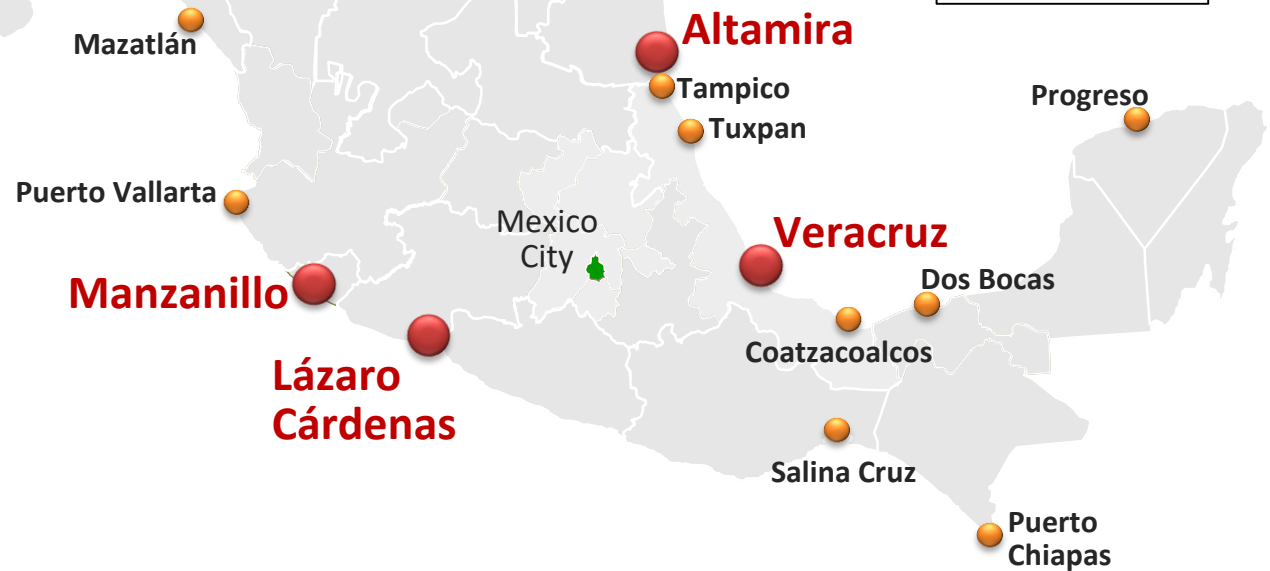 Altamira
Mazatlán
Tampico
Progreso
Tuxpan
Puerto Vallarta
Mexico
City
Veracruz
Dos Bocas
Manzanillo
Coatzacoalcos
Lázaro
Cárdenas
Salina Cruz
Puerto
Chiapas